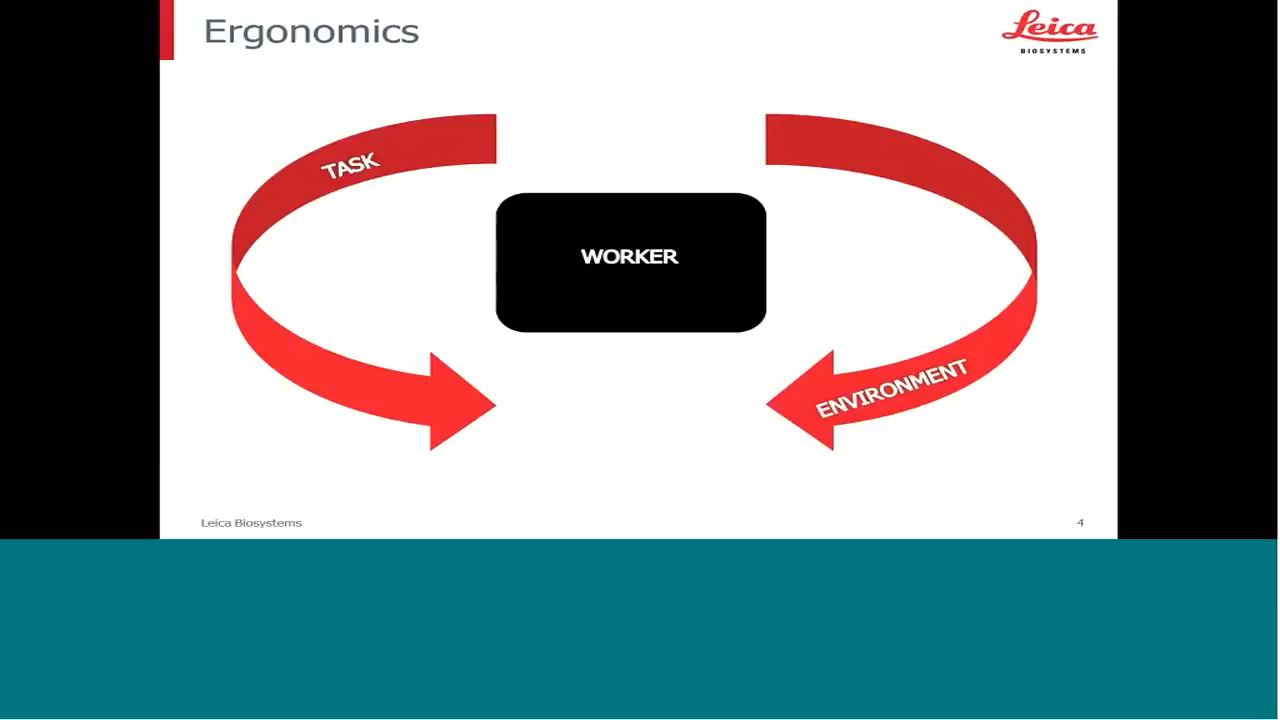 Ergonomics
Leica
BIOSYSTEMS
TASK
WORKER
ENVIRONMENT
Leica Biosystems
4